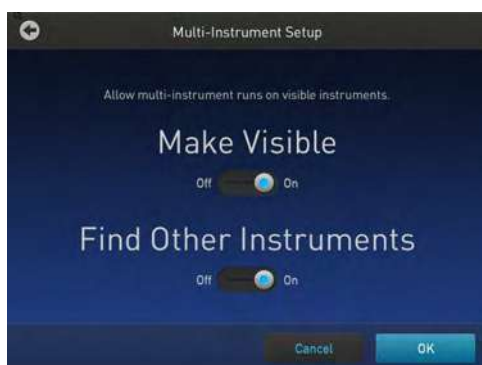 Multi-Instrument Setup
Allow multi-instrument runs on visible instruments.
Make Visible
Off On
Find Other Instruments
Off On
Cancel OK